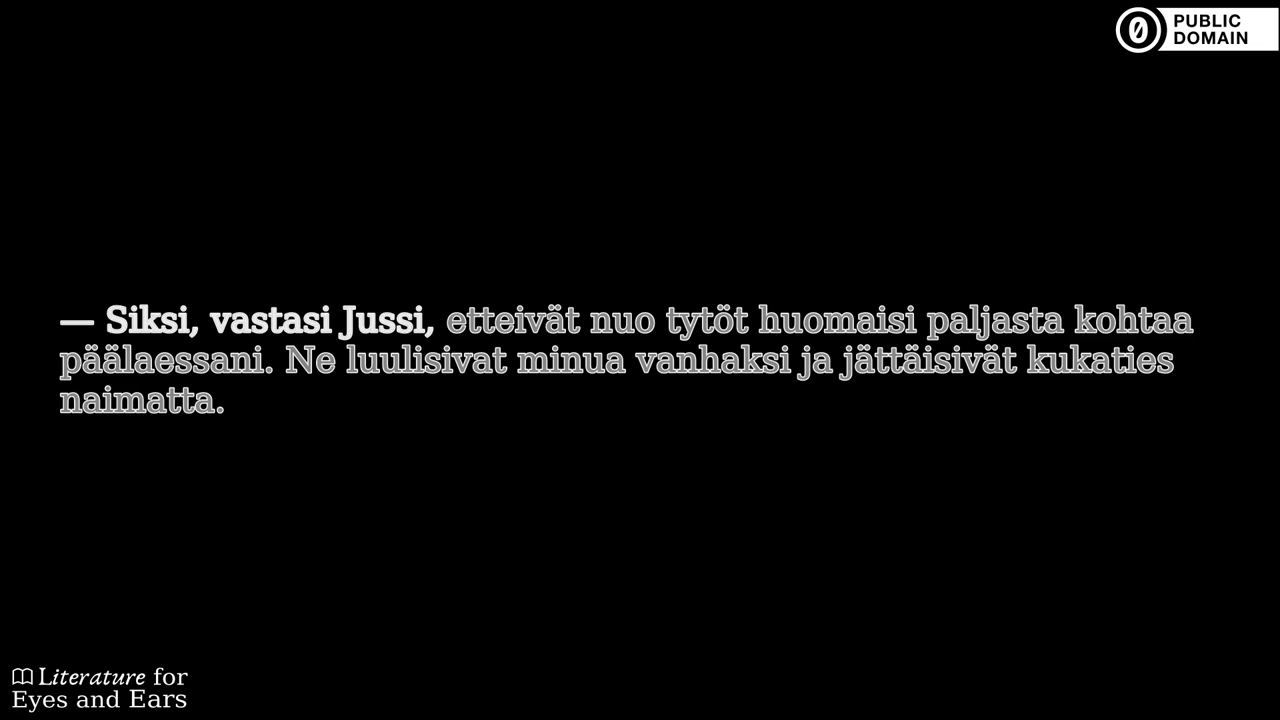 PUBLIC
DOMAIN
— Siksi, vastasi Jussi, etteivät nuo tytöt huomaisi paljasta kohtaa
päälaessani. Ne luulisivat minua vanhaksi ja jättäisivät kukaties
naimatta.
Literature for
Eyes and Ears